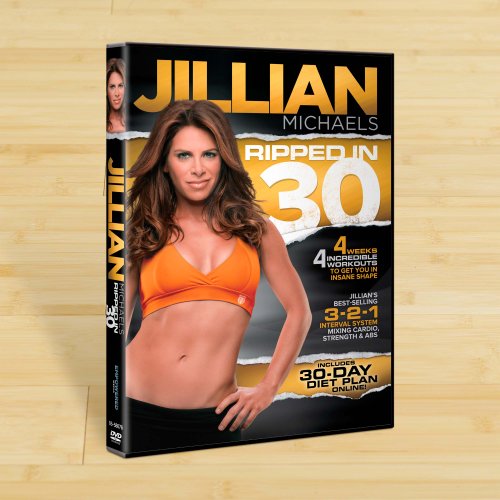 JILLIAN
MICHAELS
RIPPED IN
30
4 WEEKS
4 INCREDIBLE
WORKOUTS
TO GET YOU IN
INSANE SHAPE
JILLIAN'S
BEST-SELLING
3-2-1
INTERVAL SYSTEM
MIXING CARDIO,
STRENGTH & ABS
INCLUDES
30-DAY
DIET PLAN
ONLINE!
JILLIAN
MICHAELS
RIPPED IN
30
DVD